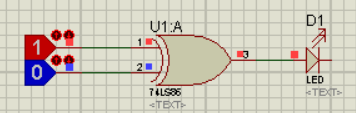 U1:A
D1
1
0
1
2
3
74LS86
<TEXT>
LED
<TEXT>